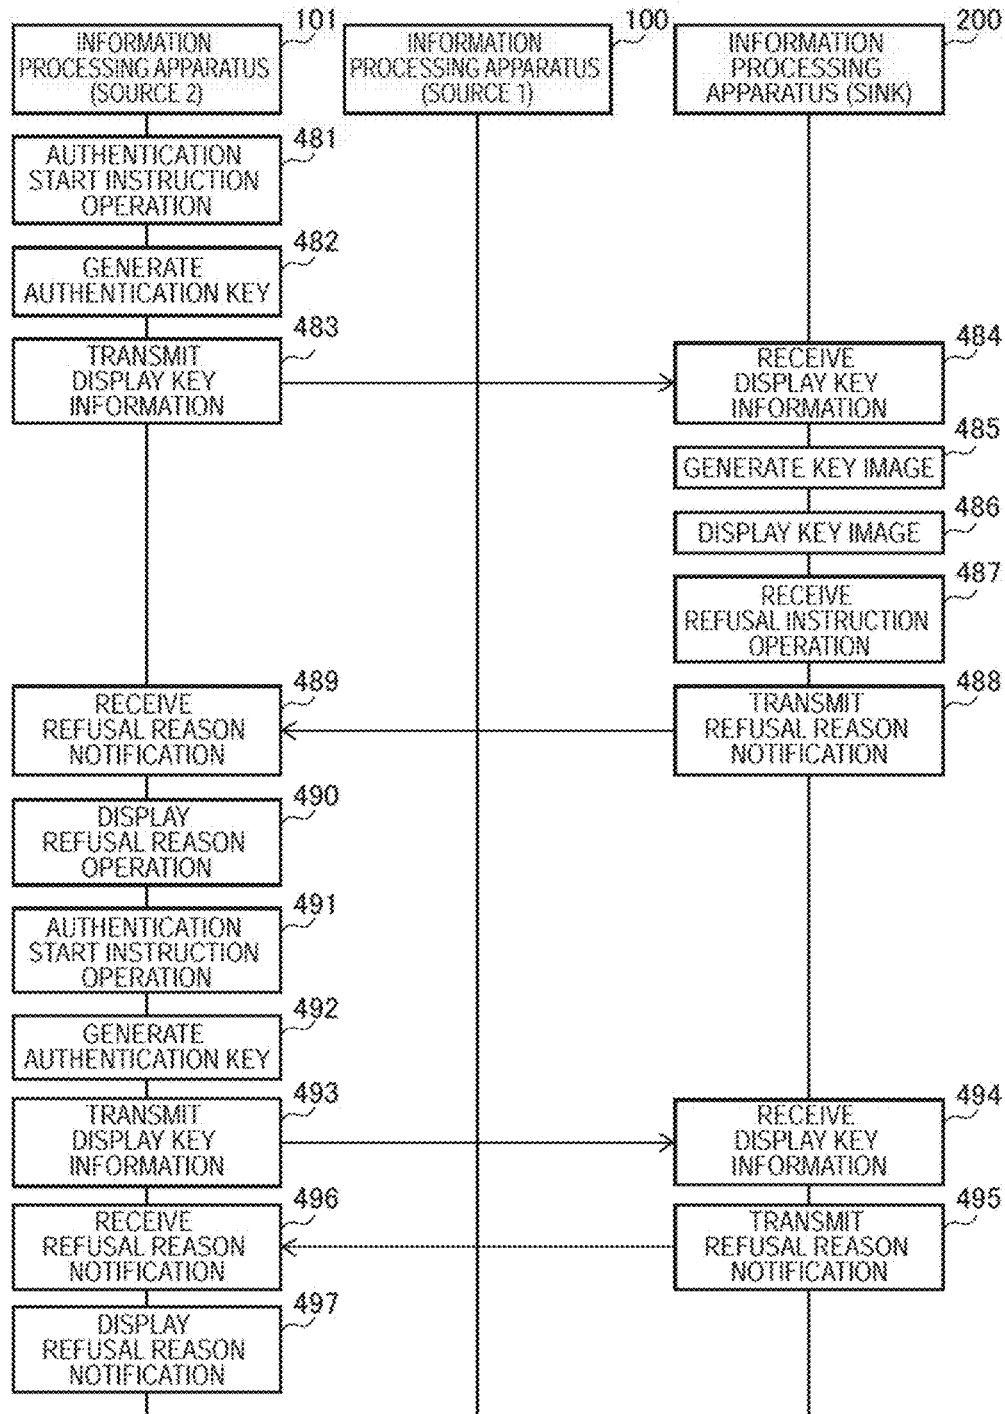 101
INFORMATION
PROCESSING APPARATUS
(SOURCE 2)
100
INFORMATION
PROCESSING APPARATUS
(SOURCE 1)
200
INFORMATION
PROCESSING
APPARATUS (SINK)
481
AUTHENTICATION
START INSTRUCTION
OPERATION
482
GENERATE
AUTHENTICATION KEY
483
TRANSMIT
DISPLAY KEY
INFORMATION
484
RECEIVE
DISPLAY KEY
INFORMATION
485
GENERATE KEY IMAGE
486
DISPLAY KEY IMAGE
487
RECEIVE
REFUSAL INSTRUCTION
OPERATION
489
RECEIVE
REFUSAL REASON
NOTIFICATION
488
TRANSMIT
REFUSAL REASON
NOTIFICATION
490
DISPLAY
REFUSAL REASON
OPERATION
491
AUTHENTICATION
START INSTRUCTION
OPERATION
492
GENERATE
AUTHENTICATION KEY
493
TRANSMIT
DISPLAY KEY
INFORMATION
494
RECEIVE
DISPLAY KEY
INFORMATION
496
RECEIVE
REFUSAL REASON
NOTIFICATION
495
TRANSMIT
REFUSAL REASON
NOTIFICATION
497
DISPLAY
REFUSAL REASON
NOTIFICATION